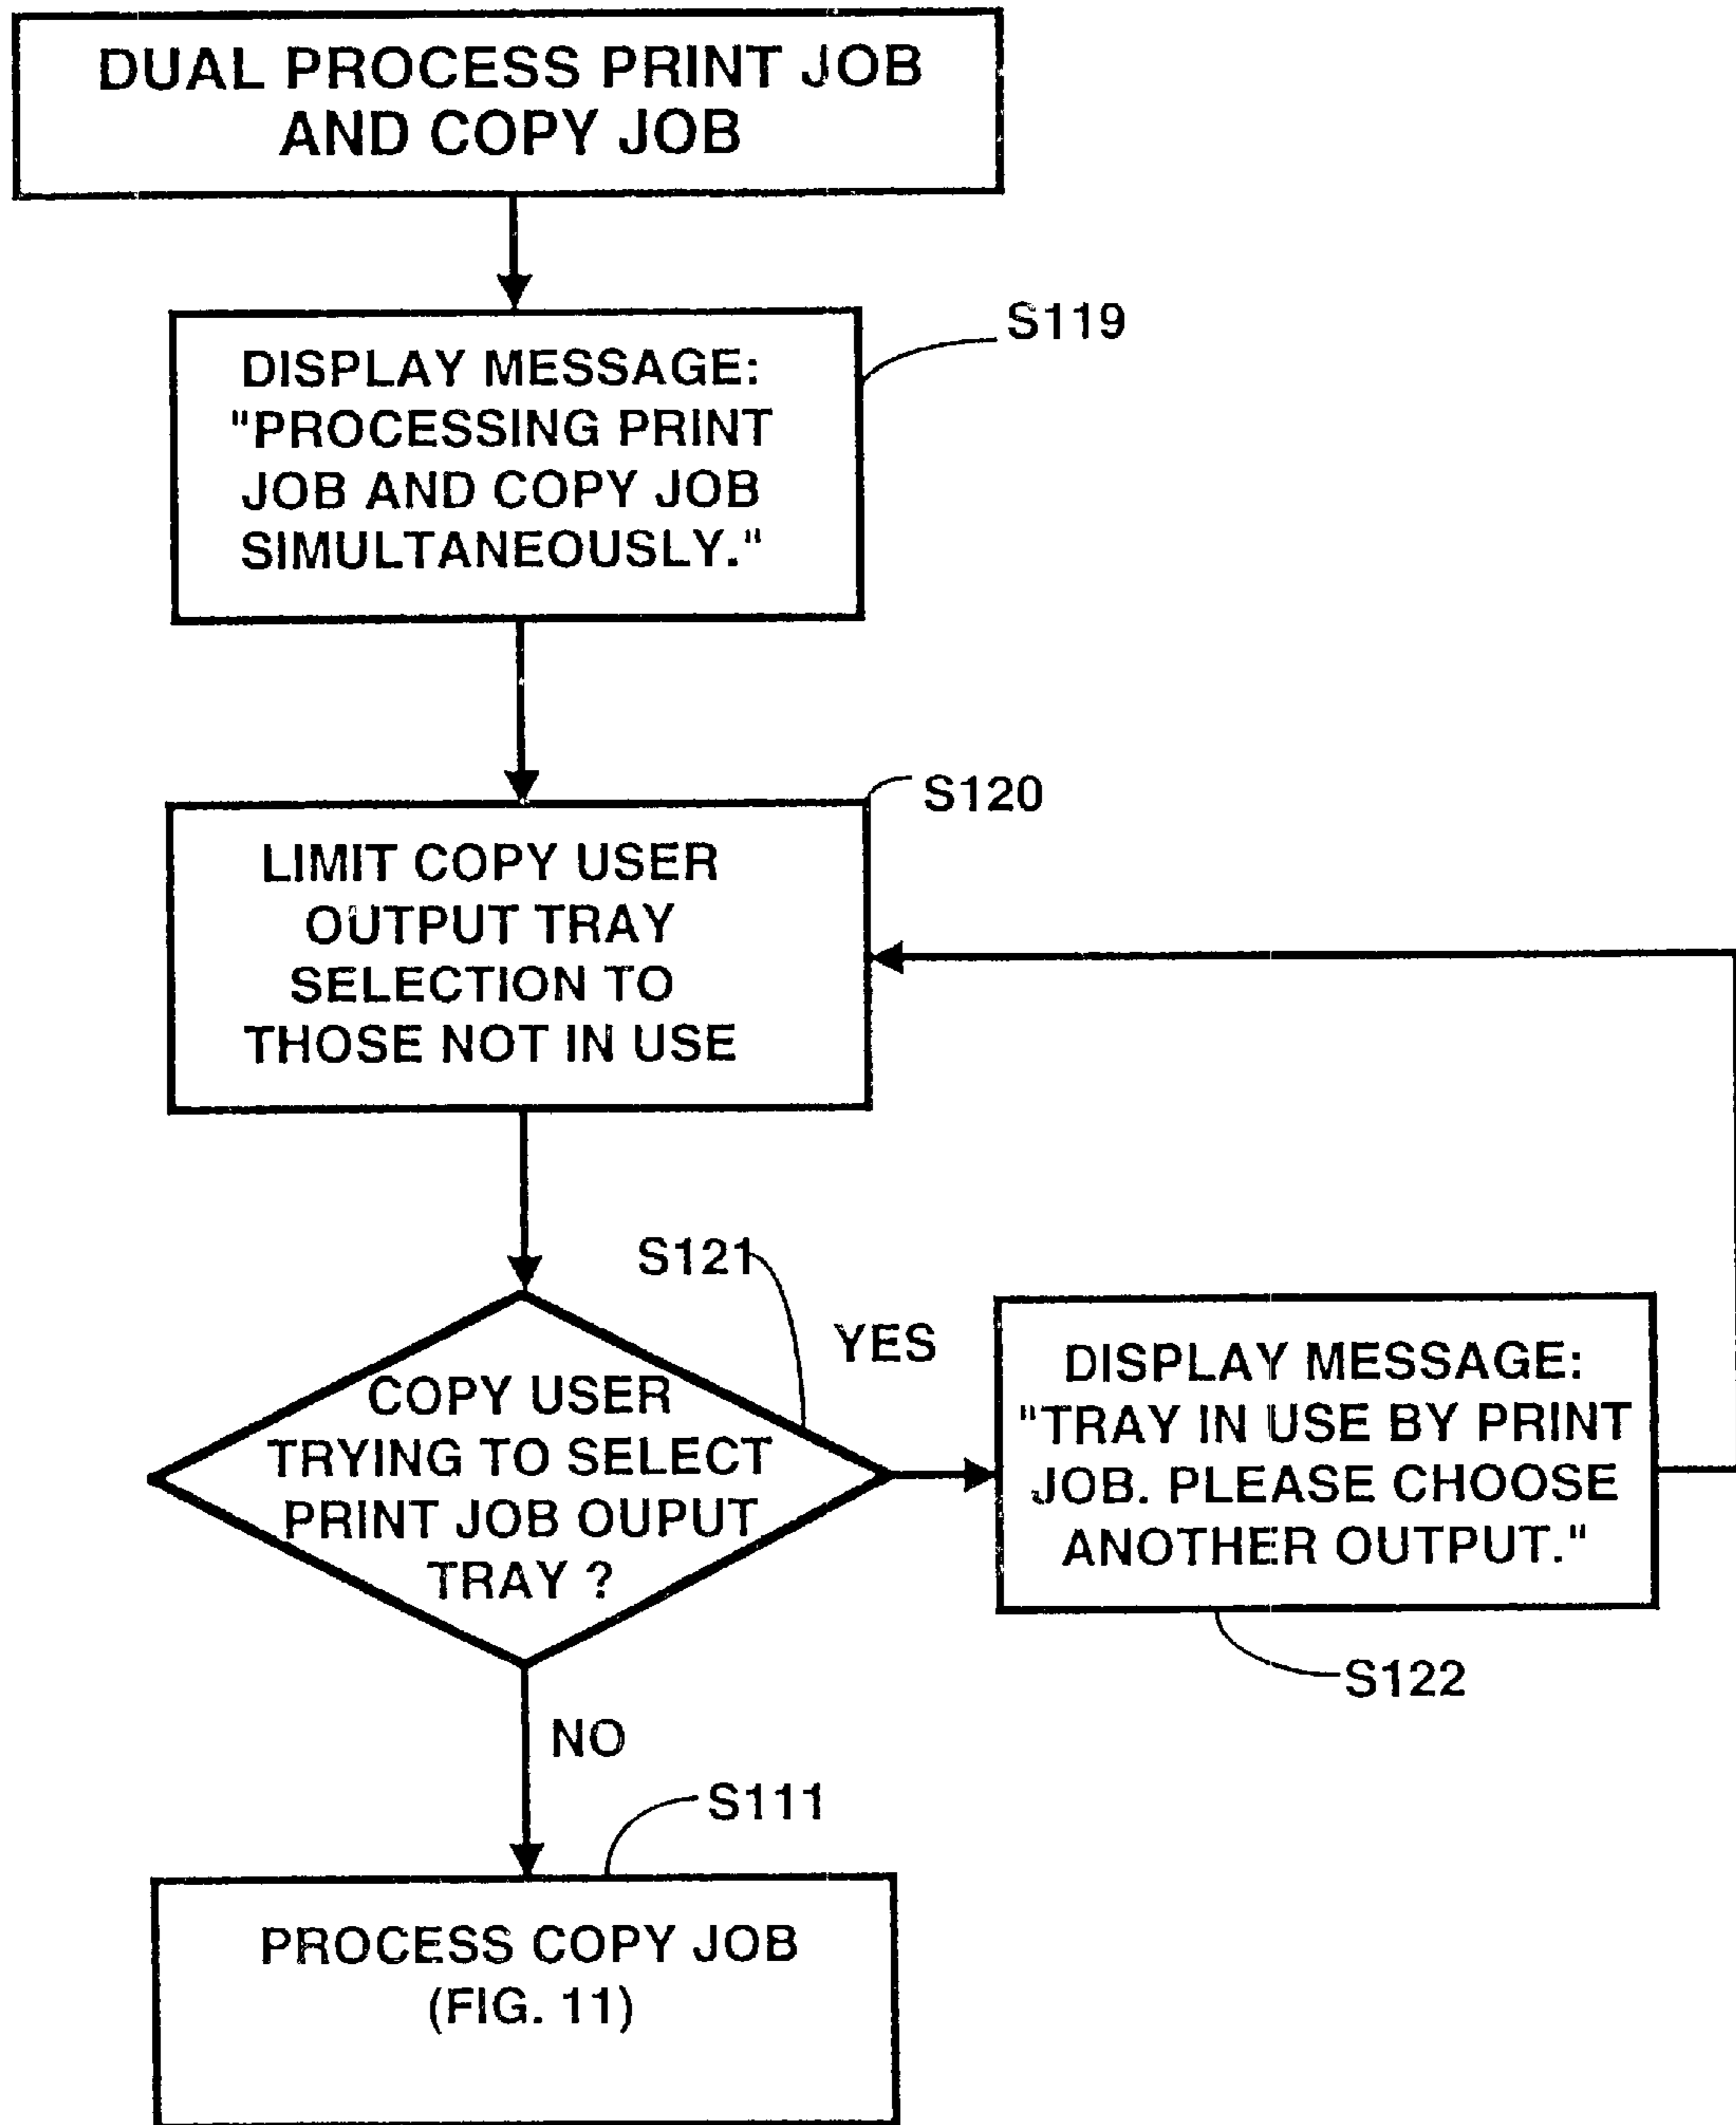 DUAL PROCESS PRINT JOB
AND COPY JOB
S119
DISPLAY MESSAGE:
"PROCESSING PRINT
JOB AND COPY JOB
SIMULTANEOUSLY."
S120
LIMIT COPY USER
OUTPUT TRAY
SELECTION TO
THOSE NOT IN USE
S121
COPY USER
TRYING TO SELECT
PRINT JOB OUPUT
TRAY ?
YES
DISPLAY MESSAGE:
"TRAY IN USE BY PRINT
JOB. PLEASE CHOOSE
ANOTHER OUTPUT."
S122
NO
S111
PROCESS COPY JOB
(FIG. 11)